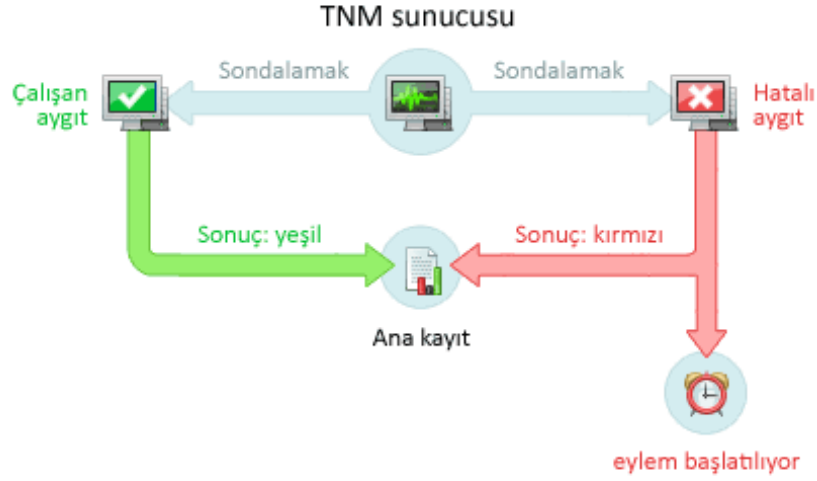 TNM sunucusu
Sondalamak
Sondalamak
Çalışan
aygıt
Hatalı
aygıt
Sonuç: yeşil
Sonuç: kırmızı
Ana kayıt
eylem başlatılıyor